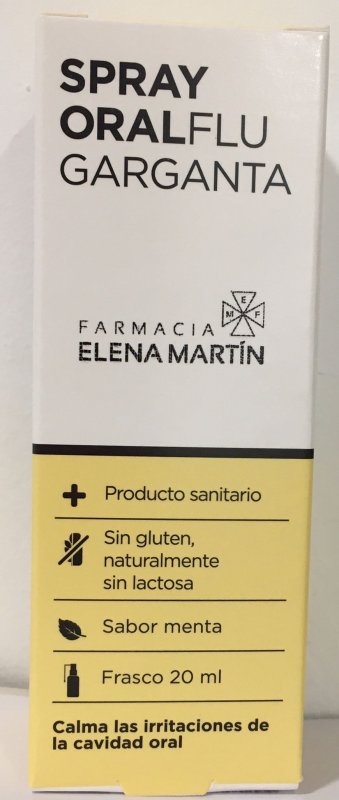 SPRAY
ORALFLU
GARGANTA
E
M F
FARMACIA
ELENA MARTÍN
Producto sanitario
Sin gluten,
naturalmente
sin lactosa
Sabor menta
Frasco 20 ml
Calma las irritaciones de
la cavidad oral